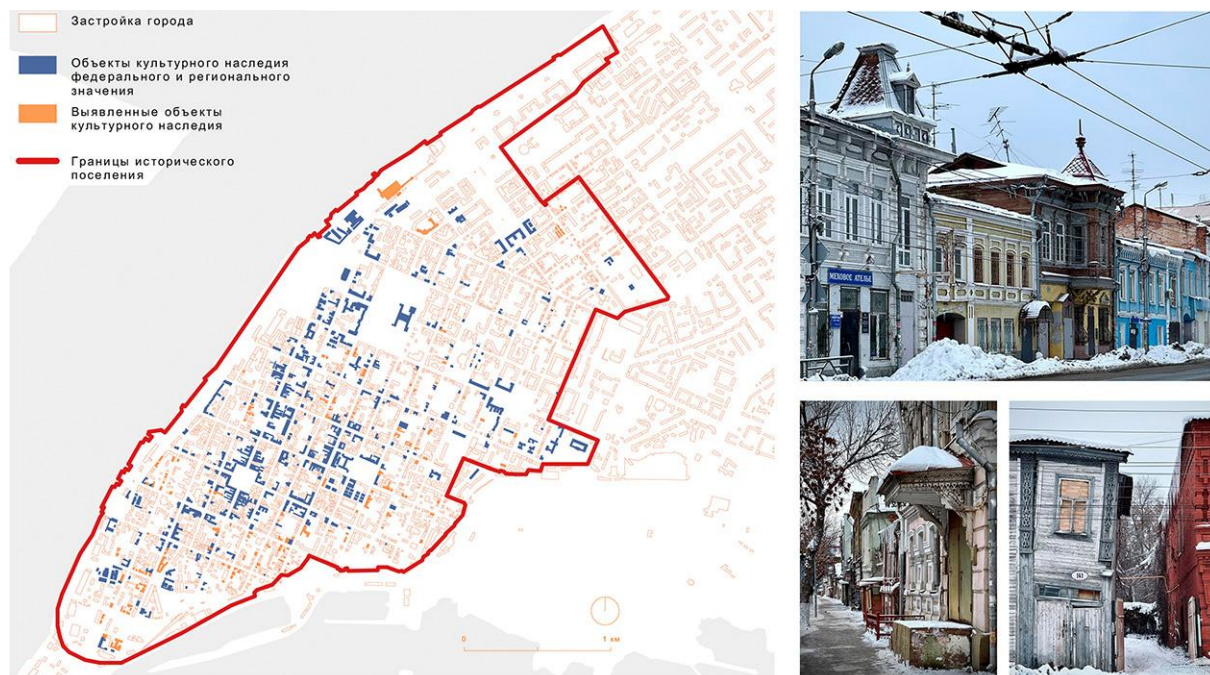 Застройка города
Объекты культурного наследия
федерального и регионального
значения
Выявленные объекты
культурного наследия
Границы исторического
поселения
0
1 км
МЕХОВОЕ АТЕЛЬЕ